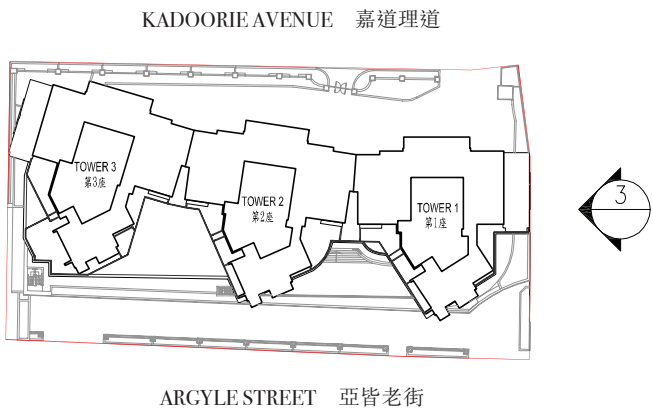 KADOORIE AVENUE 嘉道理道
TOWER 3
第3座
TOWER 2
第2座
TOWER 1
第1座
3
ARGYLE STREET 亞皆老街